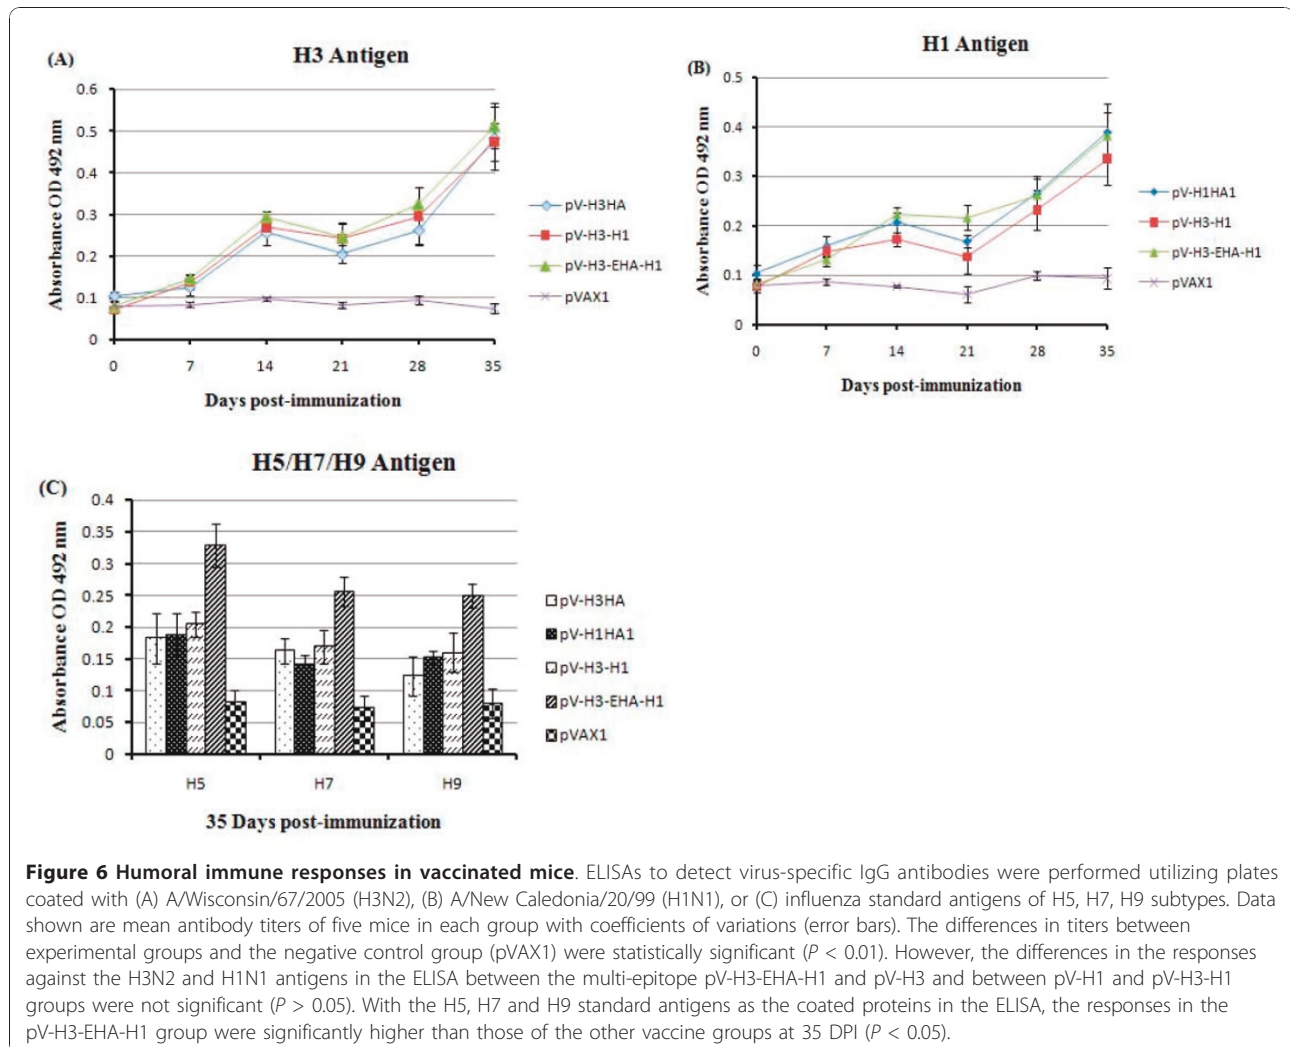 (A)
H3 Antigen
Absorbance OD 492 nm
0.6
0.5
0.4
0.3
0.2
0.1
0
0 7 14 21 28 35
Days post-immunization
pV-H3HA
pV-H3-H1
pV-H3-EHA-H1
pVAX1
(B)
H1 Antigen
Absorbance OD 492 nm
0.5
0.4
0.3
0.2
0.1
0
0 7 14 21 28 35
Days post-immunization
pV-H1HA1
pV-H3-H1
pV-H3-EHA-H1
pVAX1
(C)
H5/H7/H9 Antigen
Absorbance OD 492 nm
0.4
0.35
0.3
0.25
0.2
0.15
0.1
0.05
0
H5 H7 H9
35 Days post-immunization
pV-H3HA
pV-H1HA1
pV-H3-H1
pV-H3-EHA-H1
pVAX1
Figure 6 Humoral immune responses in vaccinated mice. ELISAs to detect virus-specific IgG antibodies were performed utilizing plates
coated with (A) A/Wisconsin/67/2005 (H3N2), (B) A/New Caledonia/20/99 (H1N1), or (C) influenza standard antigens of H5, H7, H9 subtypes. Data
shown are mean antibody titers of five mice in each group with coefficients of variations (error bars). The differences in titers between
experimental groups and the negative control group (pVAX1) were statistically significant (P < 0.01). However, the differences in the responses
against the H3N2 and H1N1 antigens in the ELISA between the multi-epitope pV-H3-EHA-H1 and pV-H3 and between pV-H1 and pV-H3-H1
groups were not significant (P > 0.05). With the H5, H7 and H9 standard antigens as the coated proteins in the ELISA, the responses in the
pV-H3-EHA-H1 group were significantly higher than those of the other vaccine groups at 35 DPI (P < 0.05).